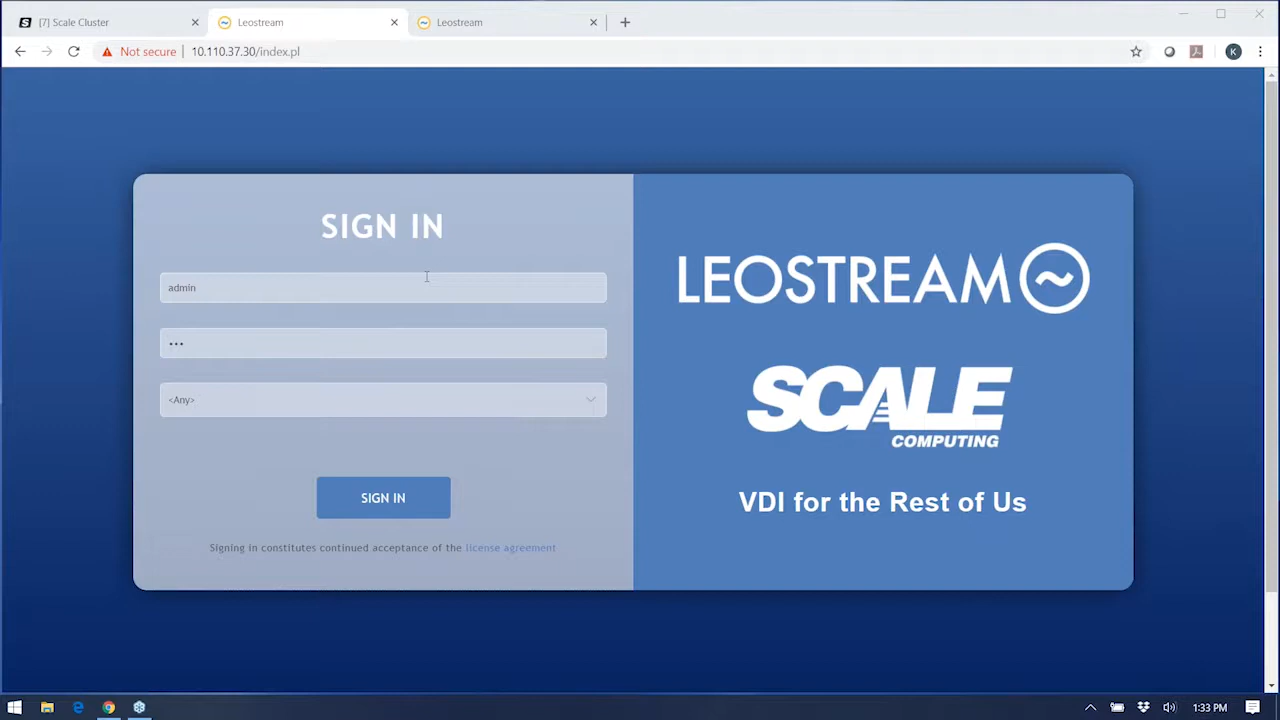 [7] Scale Cluster
Leostream
Leostream
Not secure
10.110.37.30/index.pl
K
SIGN IN
admin
•••
<Any>
SIGN IN
Signing in constitutes continued acceptance of the license agreement
LEOSTREAM
SCALE
COMPUTING
VDI for the Rest of Us
1:33 PM